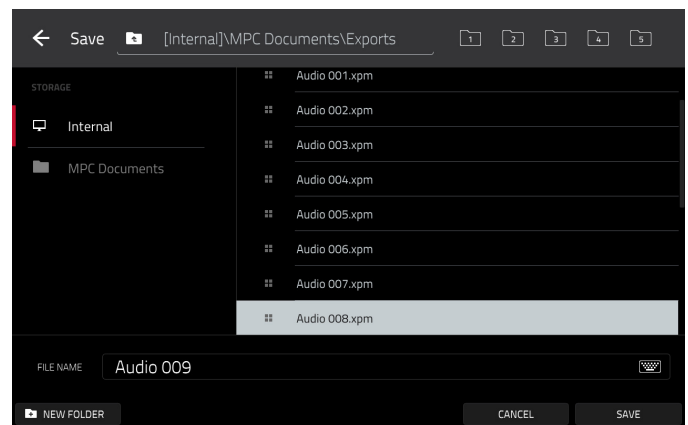 Save [Internal]\MPC Documents\Exports 1 2 3 4 5
STORAGE
Internal
MPC Documents
Audio 001.xpm
Audio 002.xpm
Audio 003.xpm
Audio 004.xpm
Audio 005.xpm
Audio 006.xpm
Audio 007.xpm
Audio 008.xpm
FILE NAME Audio 009
NEW FOLDER CANCEL SAVE